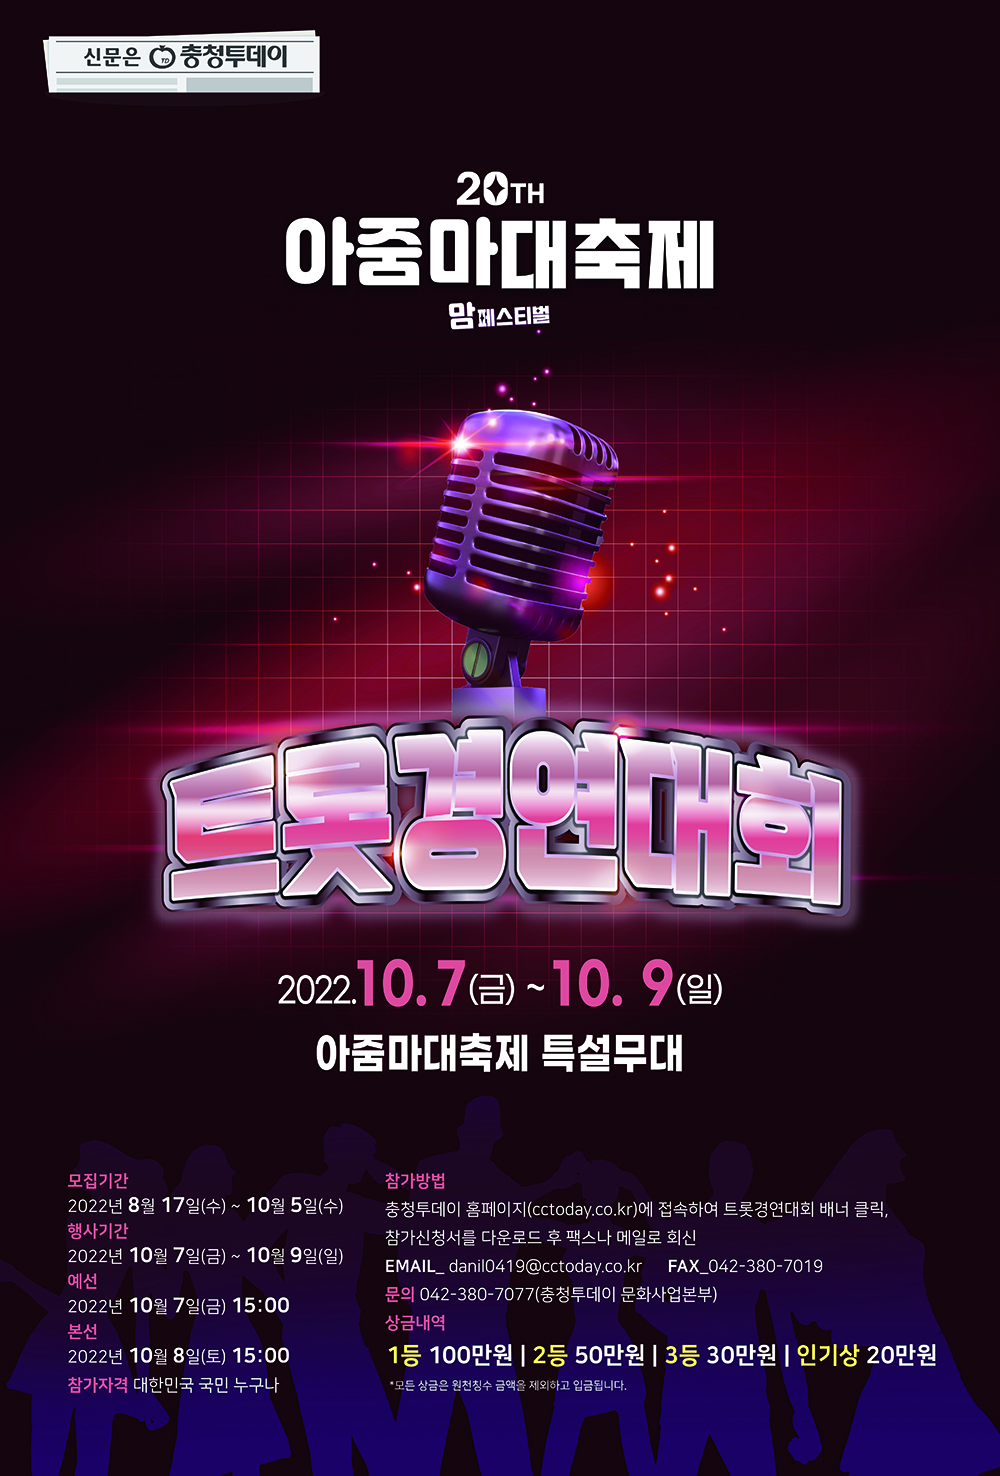 신문은 충청투데이
20TH
아줌마대축제
맘페스티벌
트롯경연대회
2022.10. 7(금) ~ 10. 9(일)
아줌마대축제 특설무대
모집기간
2022년 8월 17일(수) ~ 10월 5일(수)
행사기간
2022년 10월 7일(금) ~ 10월 9일(일)
예선
2022년 10월 7일(금) 15:00
본선
2022년 10월 8일(토) 15:00
참가자격 대한민국 국민 누구나
참가방법
충청투데이 홈페이지(cctoday.co.kr)에 접속하여 트롯경연대회 배너 클릭,
참가신청서를 다운로드 후 팩스나 메일로 회신
EMAIL_ danil0419@cctoday.co.kr FAX_042-380-7019
문의 042-380-7077(충청투데이 문화사업본부)
상금내역
1등 100만원 | 2등 50만원 | 3등 30만원 | 인기상 20만원
*모든 상금은 원천징수 금액을 제외하고 입금됩니다.